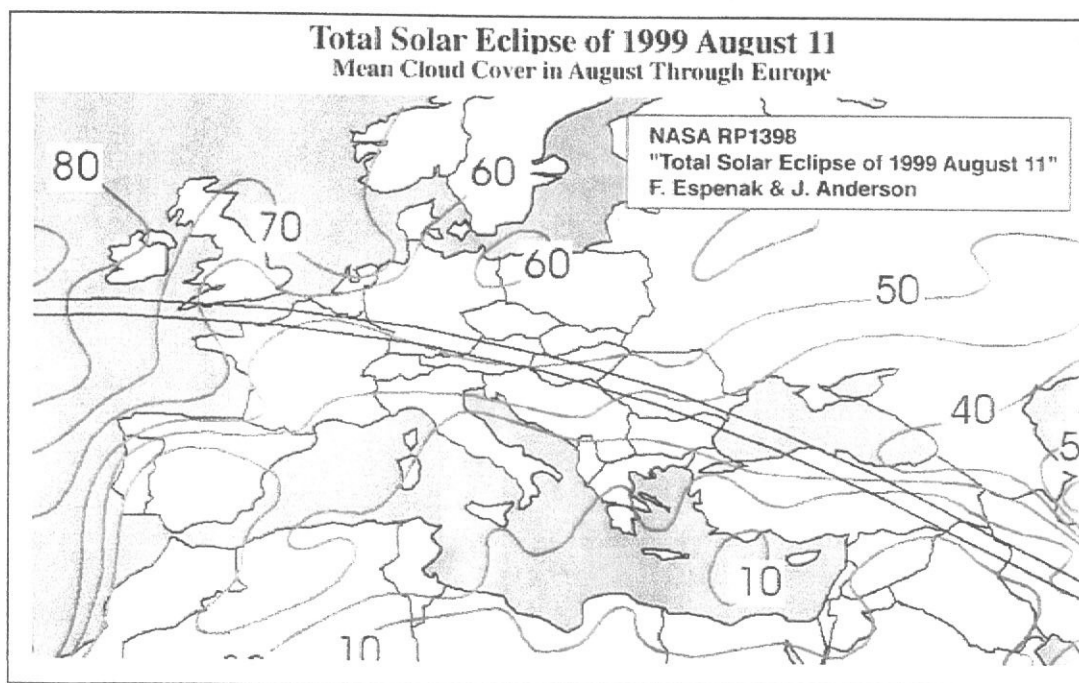 Total Solar Eclipse of 1999 August 11
Mean Cloud Cover in August Through Europe
NASA RP1398
"Total Solar Eclipse of 1999 August 11"
F. Espenak & J. Anderson
80
60
70
60
50
40
10
10